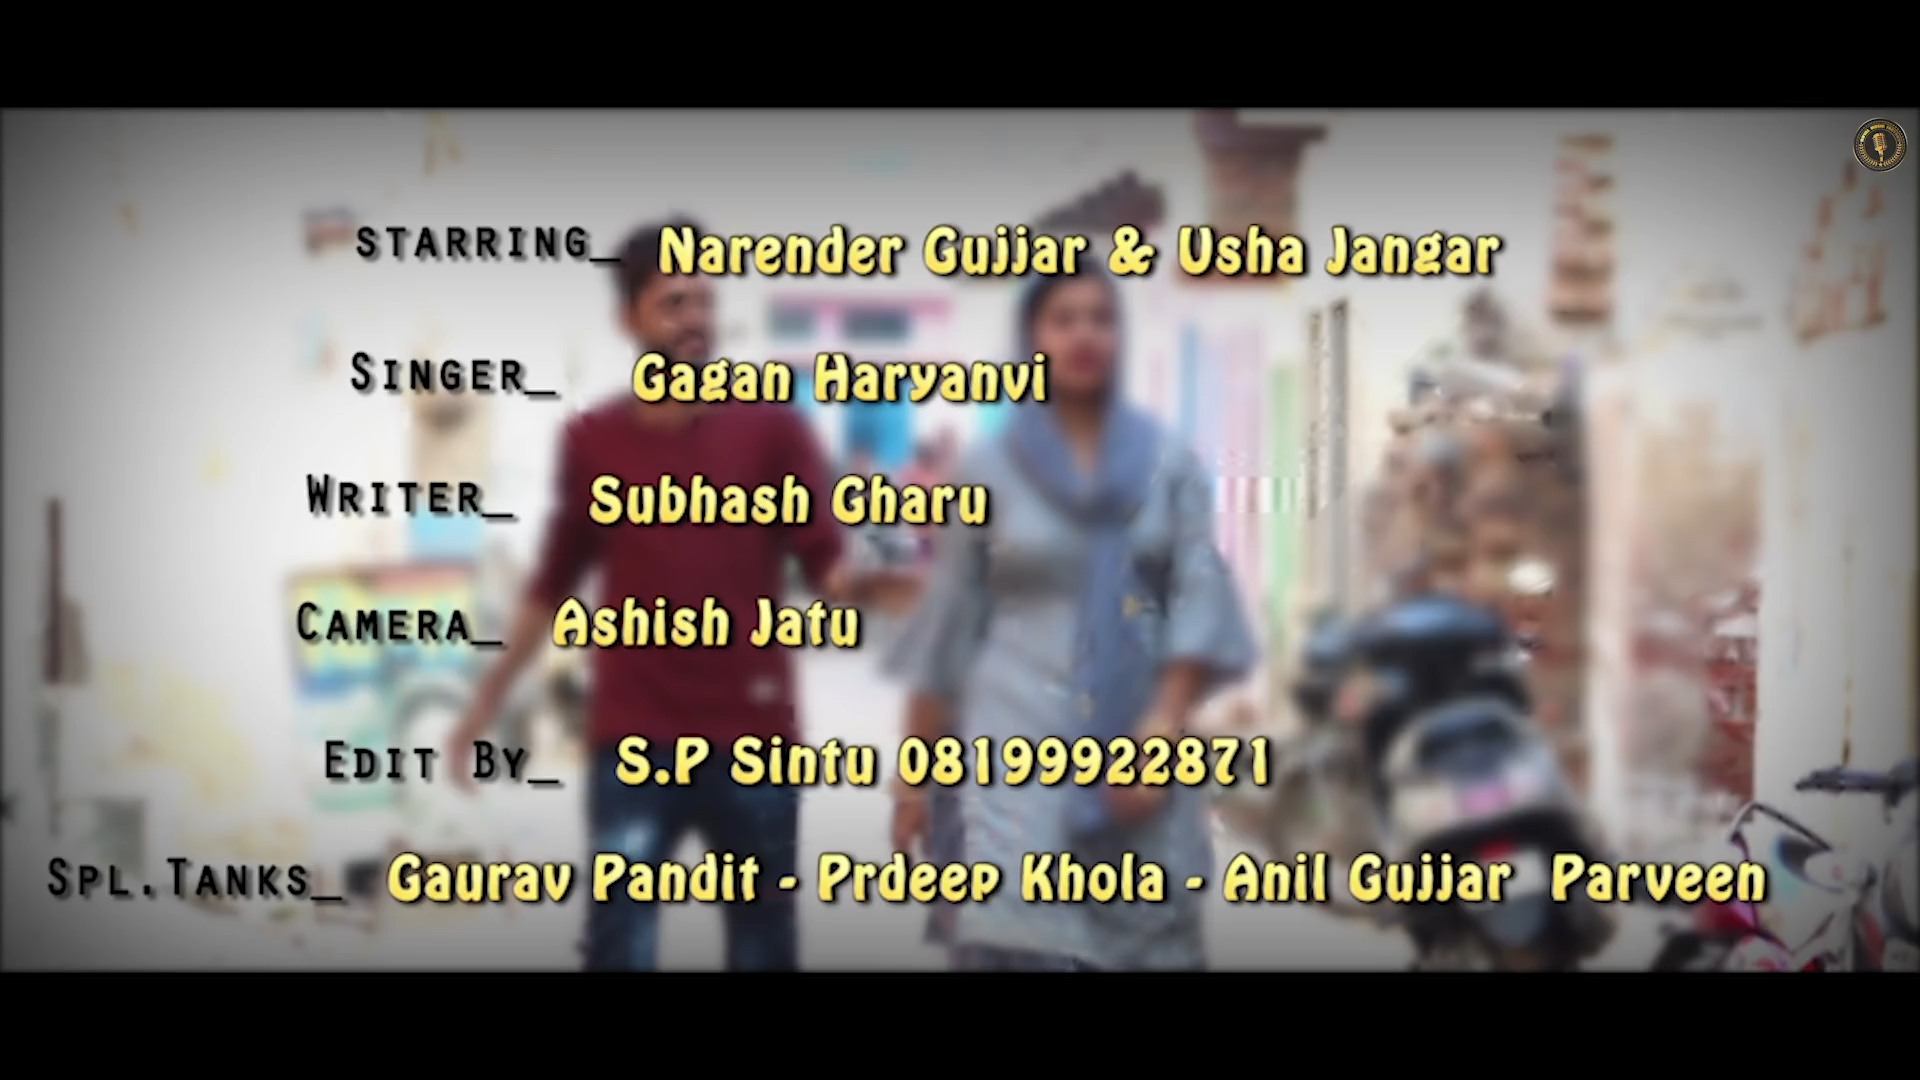 STARRING_ Narender Gujjar & Usha Jangar
SINGER_ Gagan Haryanvi
WRITER_ Subhash Gharu
CAMERA_ Ashish Jatu
EDIT BY_ S.P Sintu 08199922871
SPL.TANKS_ Gaurav Pandit - Prdeep Khola - Anil Gujjar Parveen